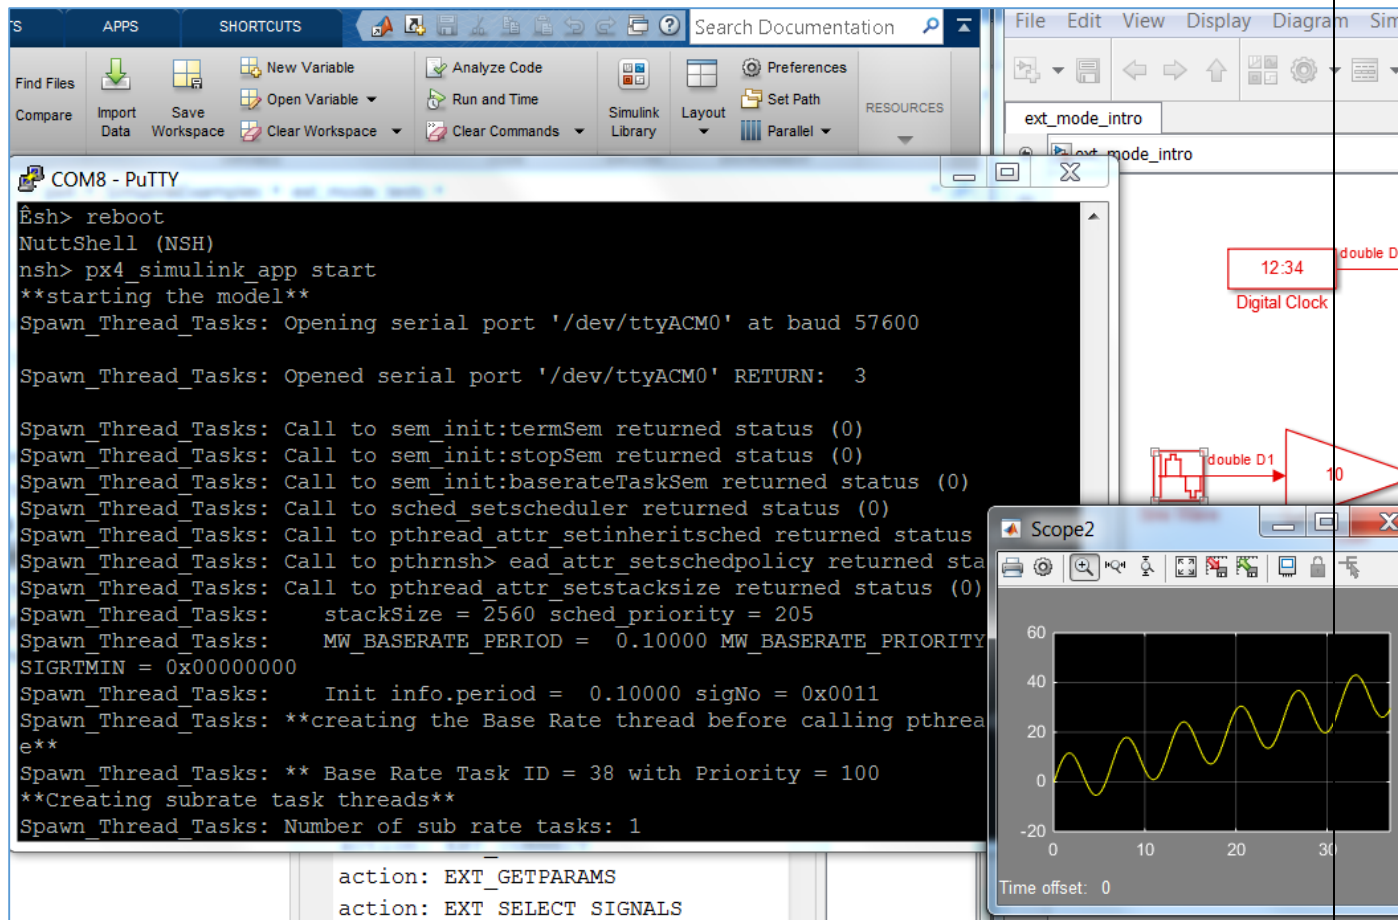 S APPS SHORTCUTS Search Documentation
Find Files
Compare
Import Data
Save Workspace
New Variable
Open Variable
Clear Workspace
Analyze Code
Run and Time
Clear Commands
Simulink Library
Layout
Preferences
Set Path
Parallel
RESOURCES
File Edit View Display Diagram Sim
ext_mode_intro
ext_mode_intro
COM8 - PuTTY
Êsh> reboot
NuttShell (NSH)
nsh> px4_simulink_app start
**starting the model**
Spawn_Thread_Tasks: Opening serial port '/dev/ttyACM0' at baud 57600
Spawn_Thread_Tasks: Opened serial port '/dev/ttyACM0' RETURN: 3
Spawn_Thread_Tasks: Call to sem_init:termSem returned status (0)
Spawn_Thread_Tasks: Call to sem_init:stopSem returned status (0)
Spawn_Thread_Tasks: Call to sem_init:baserateTaskSem returned status (0)
Spawn_Thread_Tasks: Call to sched_setscheduler returned status (0)
Spawn_Thread_Tasks: Call to pthread_attr_setinheritsched returned status
Spawn_Thread_Tasks: Call to pthrnsh> ead_attr_setschedpolicy returned sta
Spawn_Thread_Tasks: Call to pthread_attr_setstacksize returned status (0)
Spawn_Thread_Tasks: stackSize = 2560 sched_priority = 205
Spawn_Thread_Tasks: MW_BASERATE_PERIOD = 0.10000 MW_BASERATE_PRIORITY
SIGRTMIN = 0x00000000
Spawn_Thread_Tasks: Init info.period = 0.10000 sigNo = 0x0011
Spawn_Thread_Tasks: **creating the Base Rate thread before calling pthrea
e**
Spawn_Thread_Tasks: ** Base Rate Task ID = 38 with Priority = 100
**Creating subrate task threads**
Spawn_Thread_Tasks: Number of sub rate tasks: 1
action: EXT_GETPARAMS
action: EXT_SELECT_SIGNALS
12:34
double D
Digital Clock
double D1
10
Scope2
60
40
20
0
-20
0 10 20 30
Time offset: 0